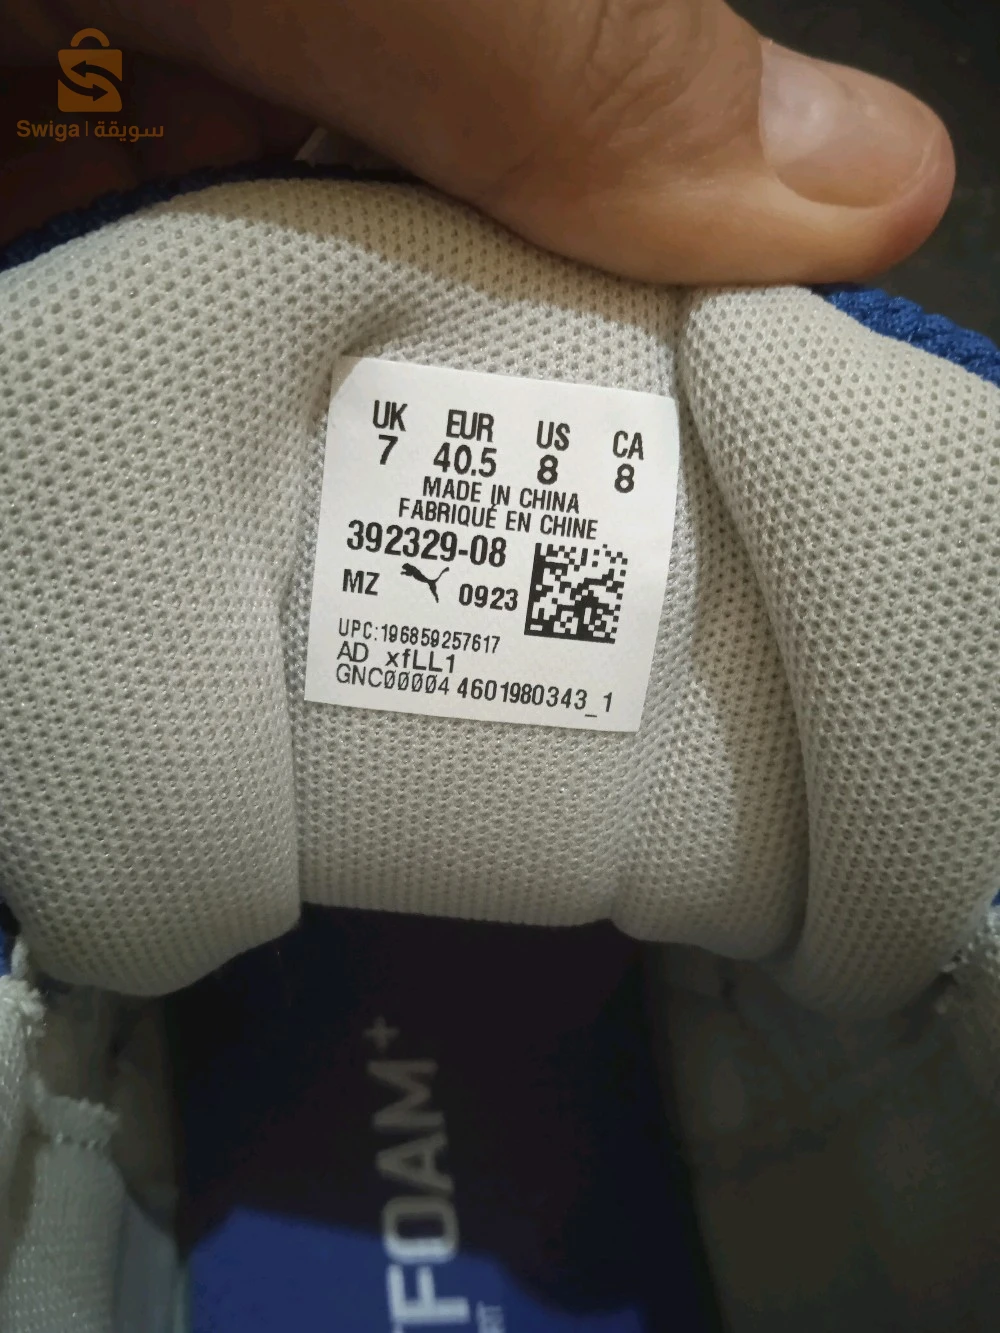 Swiga | سويقة
UK EUR US CA
7 40.5 8 8
MADE IN CHINA
FABRIQUÉ EN CHINE
392329-08
MZ 0923
UPC:196859257617
AD xfLL1
GNC00004 4601980343_1
FOAM+